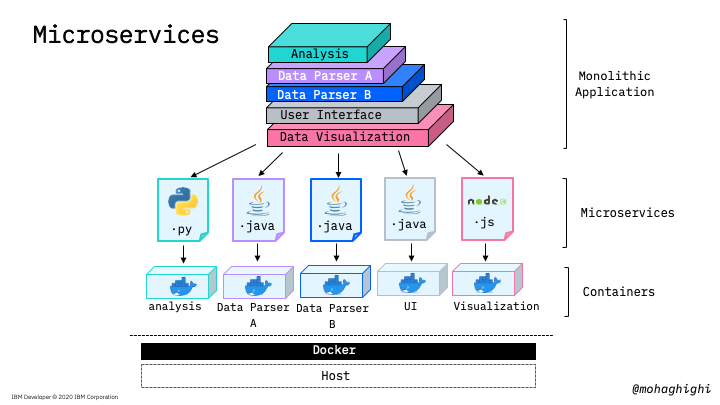 Microservices
Analysis
Data Parser A
Data Parser B
User Interface
Data Visualization
Monolithic
Application
.py
.java
.java
.java
node
.js
Microservices
analysis
Data Parser
A
Data Parser
B
UI
Visualization
Containers
Docker
Host
IBM Developer © 2020 IBM Corporation
@mohaghighi